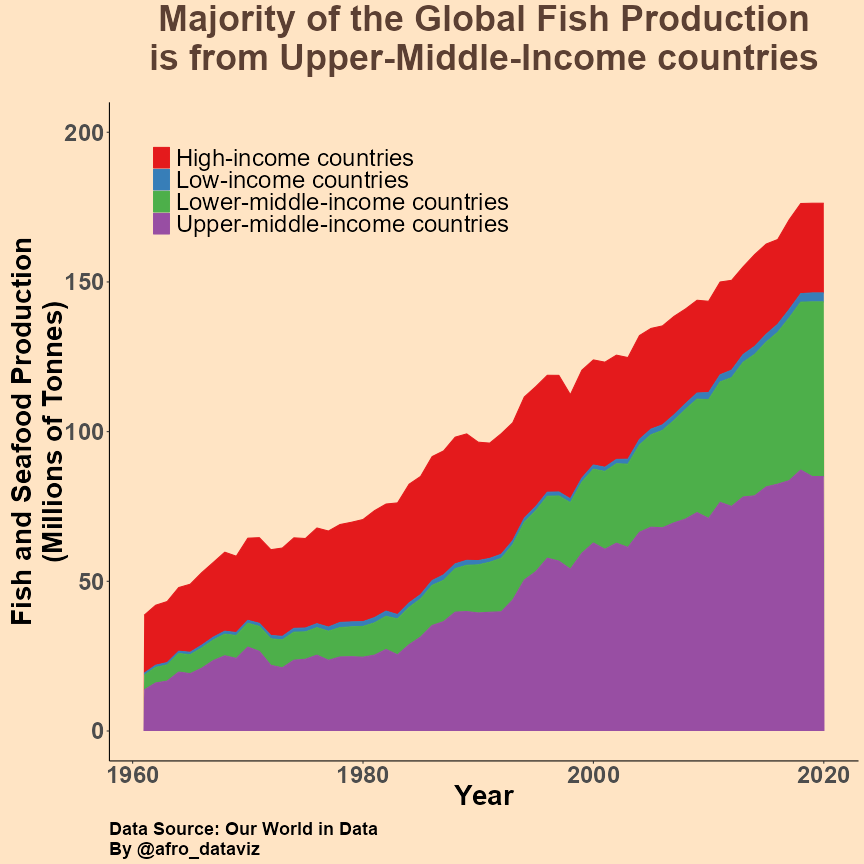 Majority of the Global Fish Production
is from Upper-Middle-Income countries
200
150
100
50
0
Fish and Seafood Production
(Millions of Tonnes)
High-income countries
Low-income countries
Lower-middle-income countries
Upper-middle-income countries
1960
1980
2000
2020
Year
Data Source: Our World in Data
By @afro_dataviz